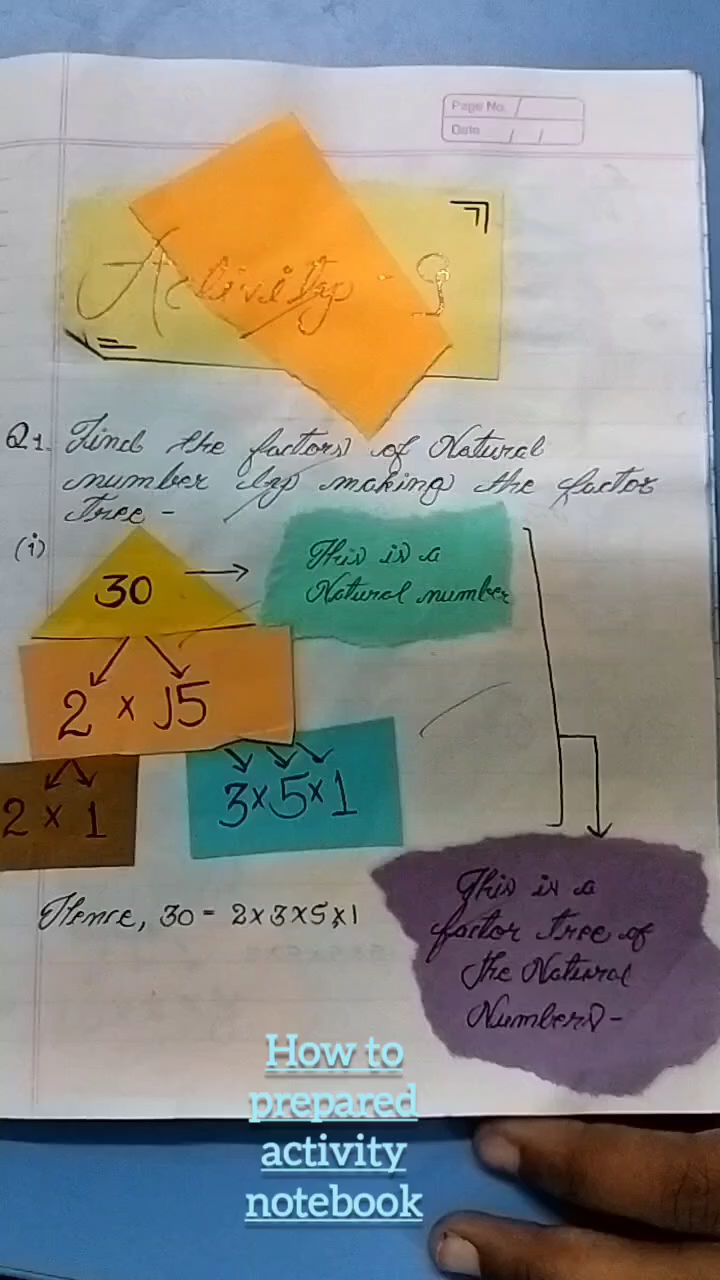 Page No.
Date
Activity - 9
Q1. Find the factors of Natural
number by making the factor
Tree -
(i)
30
This is a
Natural number
2 × 15
2 × 1
3×5×1
Hence, 30 = 2×3×5×1
This is a
factor tree of
the Natural
Numbers -
How to
prepared
activity
notebook